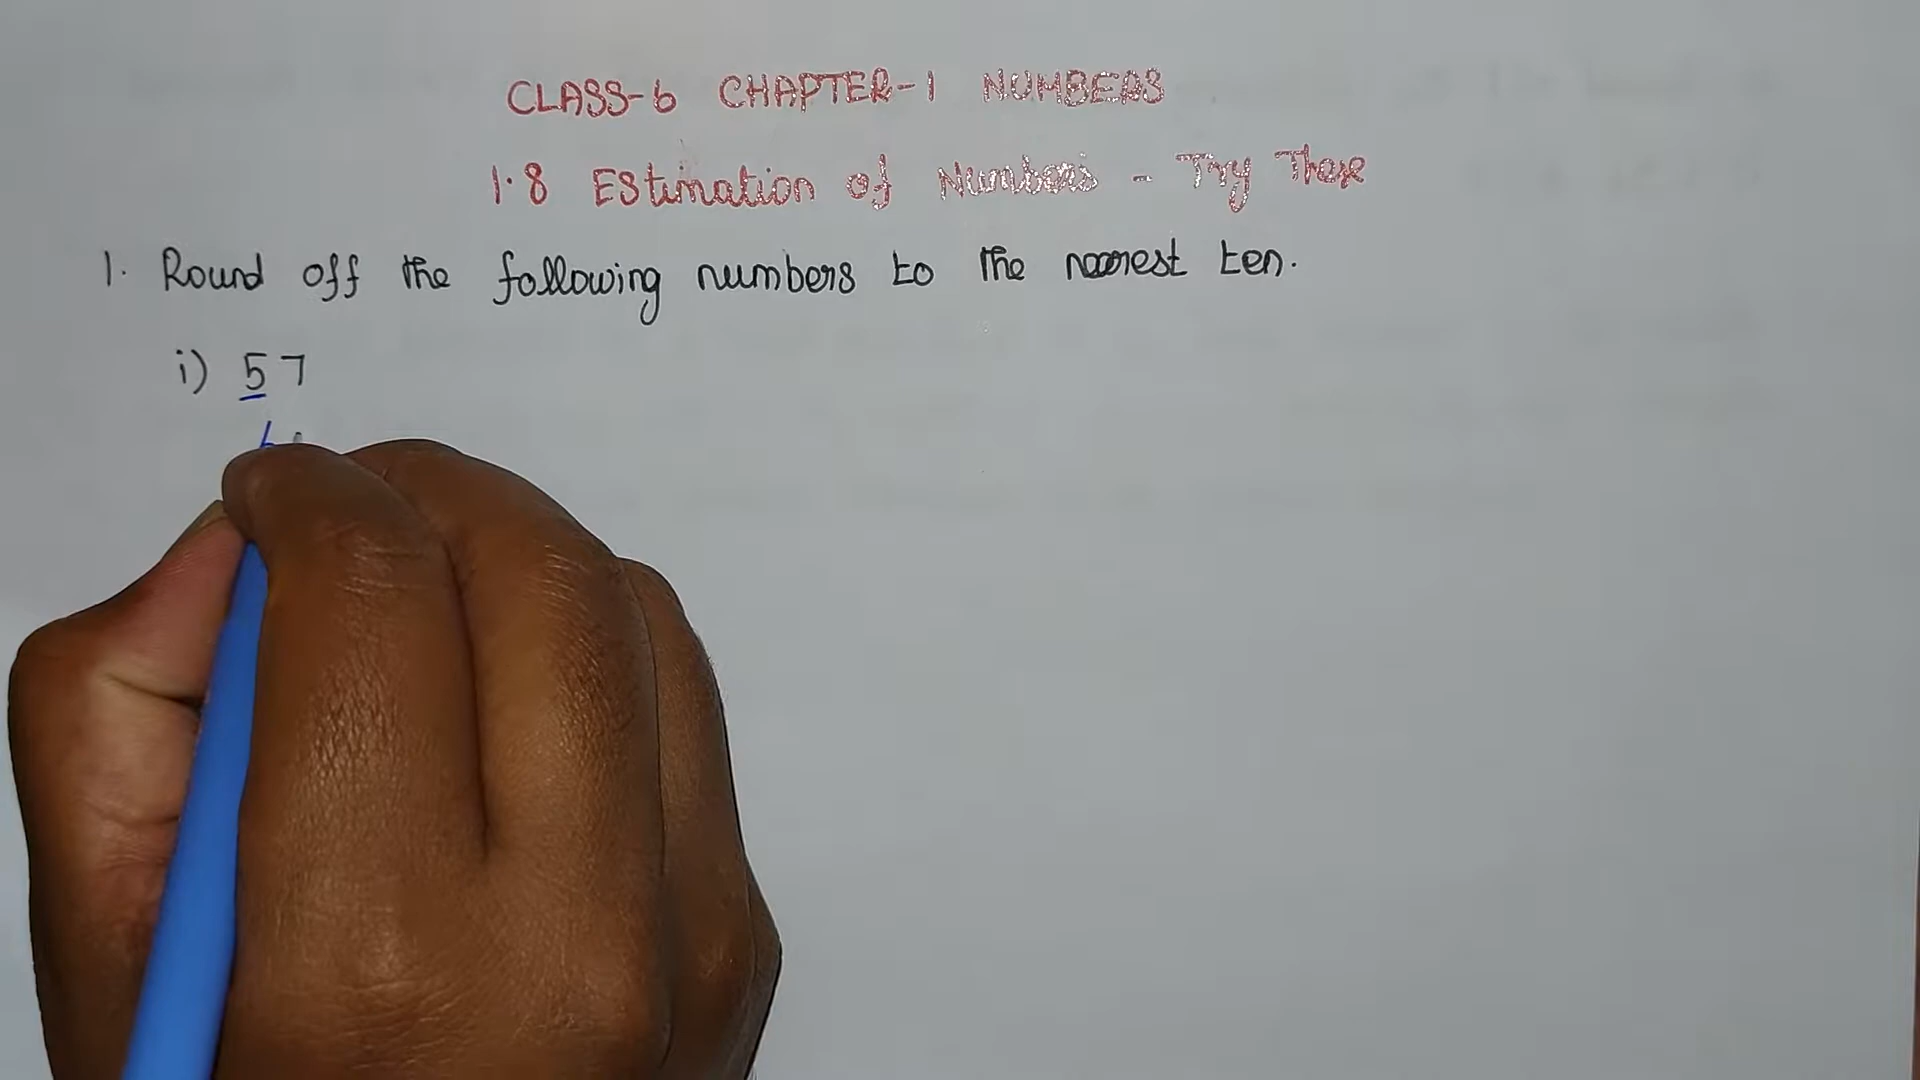 CLASS-6 CHAPTER-1 NUMBERS
1.8 Estimation of Numbers - Try These
1. Round off the following numbers to the nearest ten.
i) 57